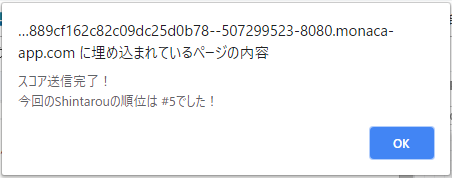 ...889cf162c82c09dc25d0b78--507299523-8080.monaca-
app.com に埋め込まれているページの内容
スコア送信完了！
今回のShintarouの順位は #5でした！
OK